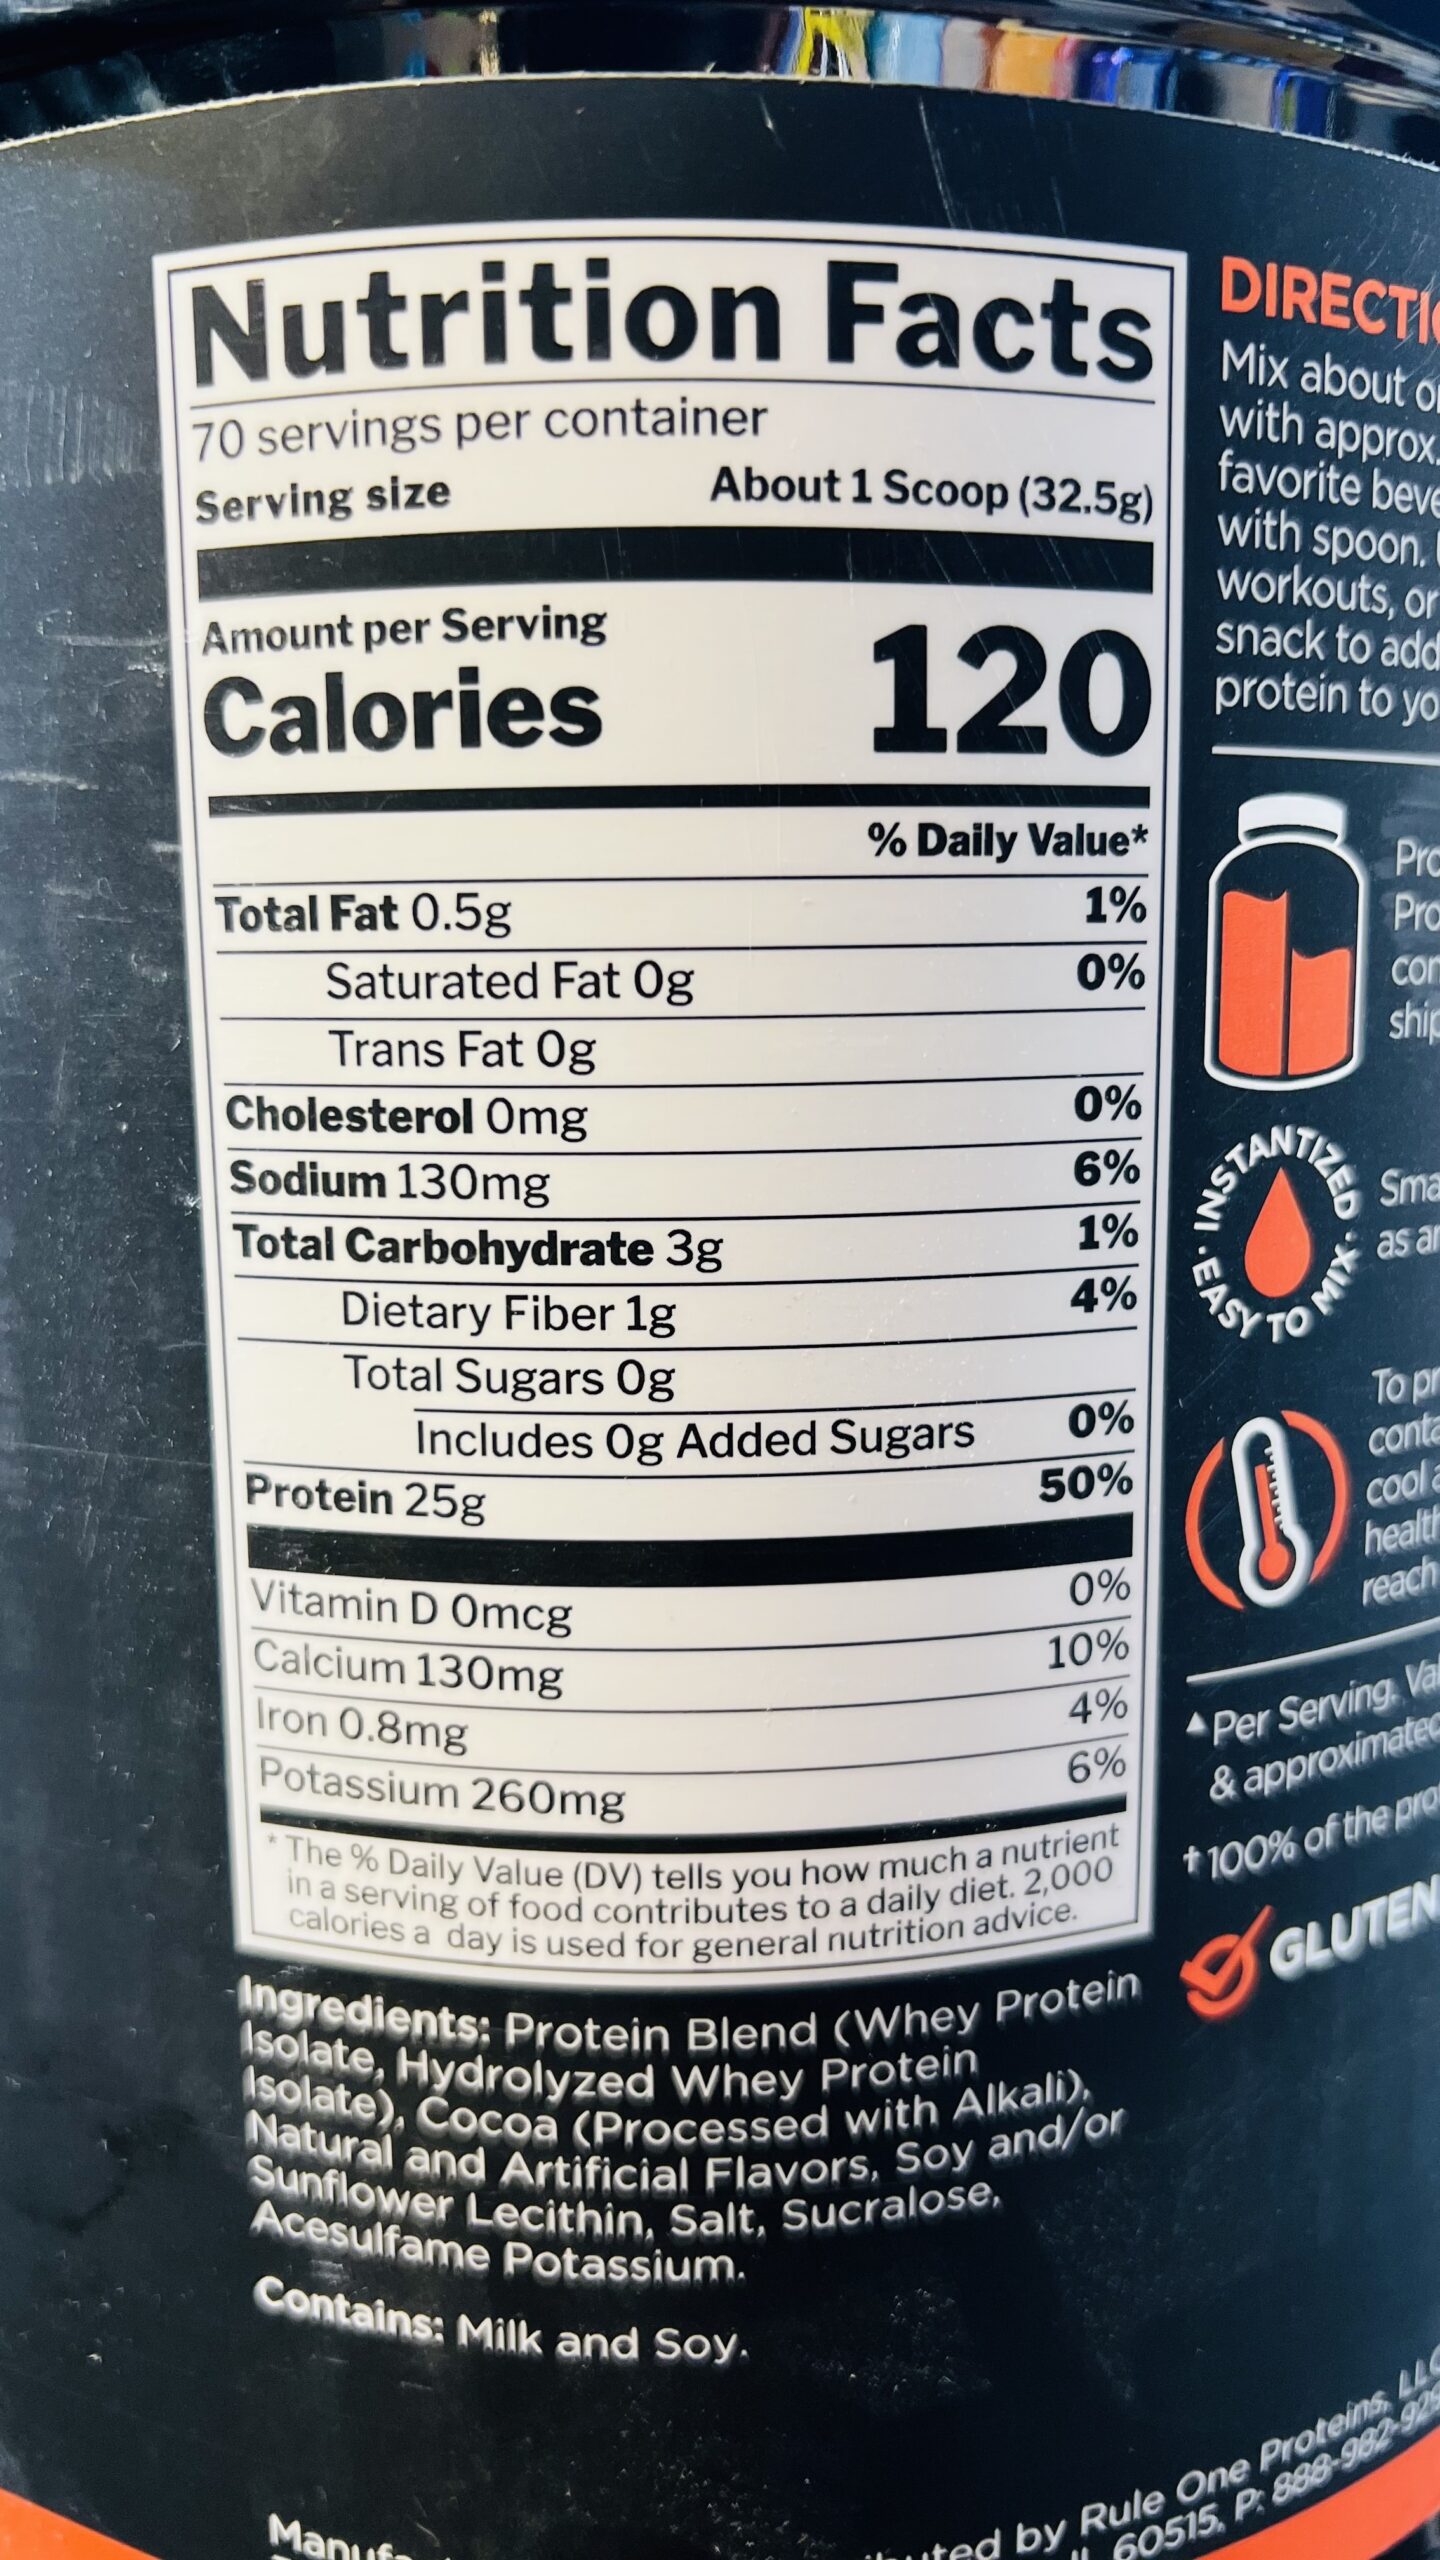 Nutrition Facts
70 servings per container
Serving size About 1 Scoop (32.5g)
Amount per Serving
Calories 120
% Daily Value*
Total Fat 0.5g 1%
Saturated Fat 0g 0%
Trans Fat 0g
Cholesterol 0mg 0%
Sodium 130mg 6%
Total Carbohydrate 3g 1%
Dietary Fiber 1g 4%
Total Sugars 0g
Includes 0g Added Sugars 0%
Protein 25g 50%
Vitamin D 0mcg 0%
Calcium 130mg 10%
Iron 0.8mg 4%
Potassium 260mg 6%
* The % Daily Value (DV) tells you how much a nutrient
in a serving of food contributes to a daily diet. 2,000
calories a day is used for general nutrition advice.
Ingredients: Protein Blend (Whey Protein
Isolate, Hydrolyzed Whey Protein
Isolate), Cocoa (Processed with Alkali),
Natural and Artificial Flavors, Soy and/or
Sunflower Lecithin, Salt, Sucralose,
Acesulfame Potassium.
Contains: Milk and Soy.
Mix about
with approx.
favorite
with spoon.
workouts, or
snack to add
protein to
INSTANTIZED
• EASY TO MIX •
as
To
cool
reach
▲Per Serving.
& approximated
†100% of the
GLUTEN
by Rule One Proteins, LLC
60515, P: 888-982-